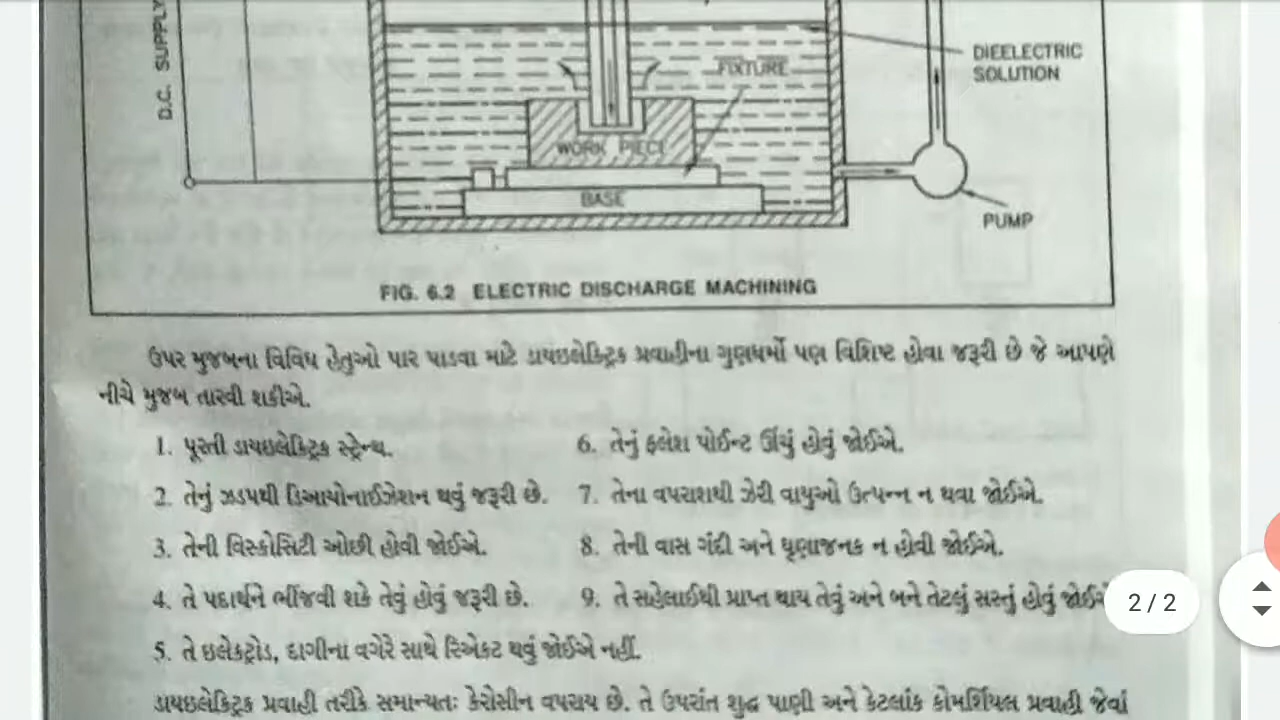 D.C. SUPPLY
DIEELECTRIC
SOLUTION
FIXTURE
WORK PIECE
BASE
PUMP
FIG. 6.2 ELECTRIC DISCHARGE MACHINING
ઉપર મુજબના વિવિધ હેતુઓ પાર પાડવા માટે ડાયઇલેક્ટ્રિક પ્રવાહીના ગુણધર્મો પણ વિશિષ્ટ હોવા જરૂરી છે જે આપણે
નીચે મુજબ તારવી શકીએ.
1. પૂરતી ડાયઇલેક્ટ્રિક સ્ટ્રેન્થ.
2. તેનું ઝડપથી ડિઆયોનાઈઝેશન થવું જરૂરી છે.
3. તેની વિસ્કોસિટી ઓછી હોવી જોઈએ.
4. તે પદાર્થને ભીંજવી શકે તેવું હોવું જરૂરી છે.
5. તે ઇલેક્ટ્રોડ, દાગીના વગેરે સાથે રિએકટ થવું જોઈએ નહીં.
6. તેનું ફલેશ પોઈન્ટ ઊંચું હોવું જોઈએ.
7. તેના વપરાશથી ઝેરી વાયુઓ ઉત્પન્ન ન થવા જોઈએ.
8. તેની વાસ ગંદી અને ઘૃણાજનક ન હોવી જોઈએ.
9. તે સહેલાઈથી પ્રાપ્ત થાય તેવું અને બને તેટલું સસ્તું હોવું
2 / 2
ડાયઇલેક્ટ્રિક પ્રવાહી તરીકે સમાન્યતઃ કેરોસીન વપરાય છે. તે ઉપરાંત શુદ્ધ પાણી અને કેટલાંક કોમર્શિયલ પ્રવાહી જેવાં